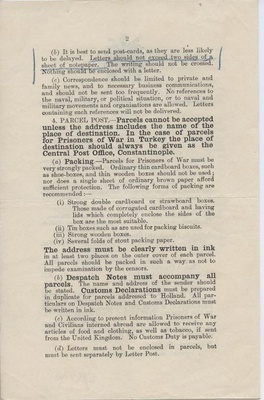 2
(b) It is best to send post-cards, as they are less likely
to be delayed. Letters should not exceed two sides of a
sheet of notepaper. The writing should not be crossed.
Nothing should be enclosed with a letter.
(c) Correspondence should be limited to private and
family news, and to necessary business communications,
and should not be sent too frequently. No references to
the naval, military, or political situation, or to naval and
military movements and organisations are allowed. Letters
containing such references will not be delivered.
4. PARCEL POST.—Parcels cannot be accepted
unless the address includes the name of the
place of destination. In the case of parcels
for Prisoners of War in Turkey the place of
destination should always be given as the
Central Post Office, Constantinople.
(a) Packing—Parcels for Prisoners of War must be
very strongly packed. Ordinary thin cardboard boxes, such
as shoe-boxes, and thin wooden boxes should not be used;
nor does a single sheet of ordinary brown paper afford
sufficient protection. The following forms of packing are
recommended:—
(i) Strong double cardboard or strawboard boxes.
Those made of corrugated cardboard and having
lids which completely enclose the sides of the
box are the most suitable.
(ii) Tin boxes such as are used for packing biscuits.
(iii) Strong wooden boxes.
(iv) Several folds of stout packing paper.
The address must be clearly written in ink
in at least two places on the outer cover of each parcel.
All parcels should be packed in such a way as not to
impede examination by the censors.
(b) Despatch Notes must accompany all
parcels. The name and address of the sender should
be stated. Customs Declarations must be prepared
in duplicate for parcels addressed to Holland. All par-
ticulars on Despatch Notes and Customs Declarations must
be written in ink.
(c) According to present information Prisoners of War
and Civilians interned abroad are allowed to receive any
articles of food and clothing, as well as tobacco, if sent
from the United Kingdom. No Customs Duty is payable.
(d) Letters must not be enclosed in parcels, but
must be sent separately by Letter Post.